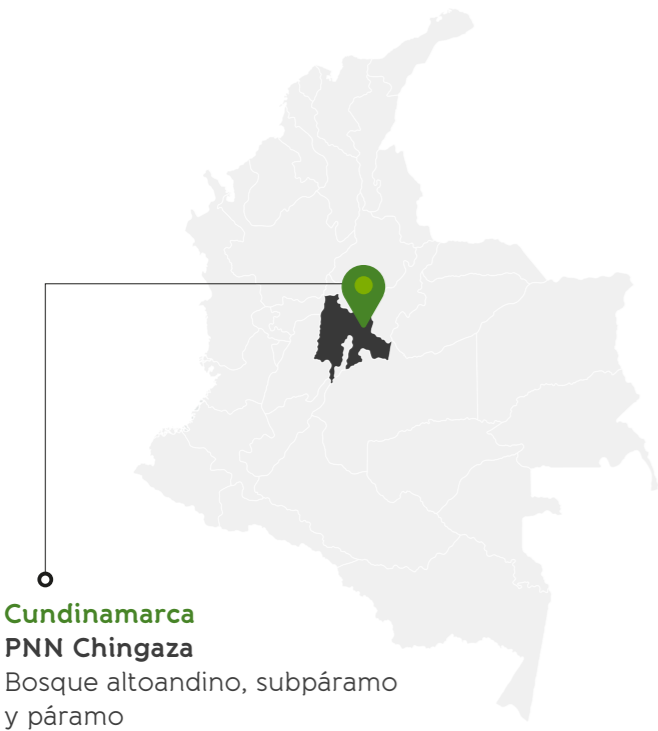 Cundinamarca
PNN Chingaza
Bosque altoandino, subpáramo
y páramo